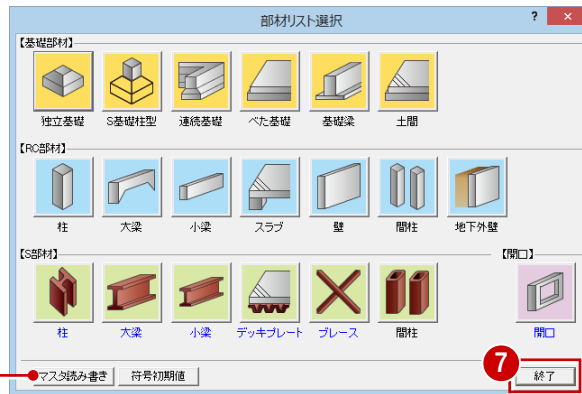 部材リスト選択 ? ×
【基礎部材】
独立基礎 S基礎柱型 連続基礎 べた基礎 基礎梁 土間
【RC部材】
柱 大梁 小梁 スラブ 壁 間柱 地下外壁
【S部材】 【開口】
柱 大梁 小梁 デッキプレート ブレース 間柱 開口
7
マスタ読み書き 符号初期値 終了